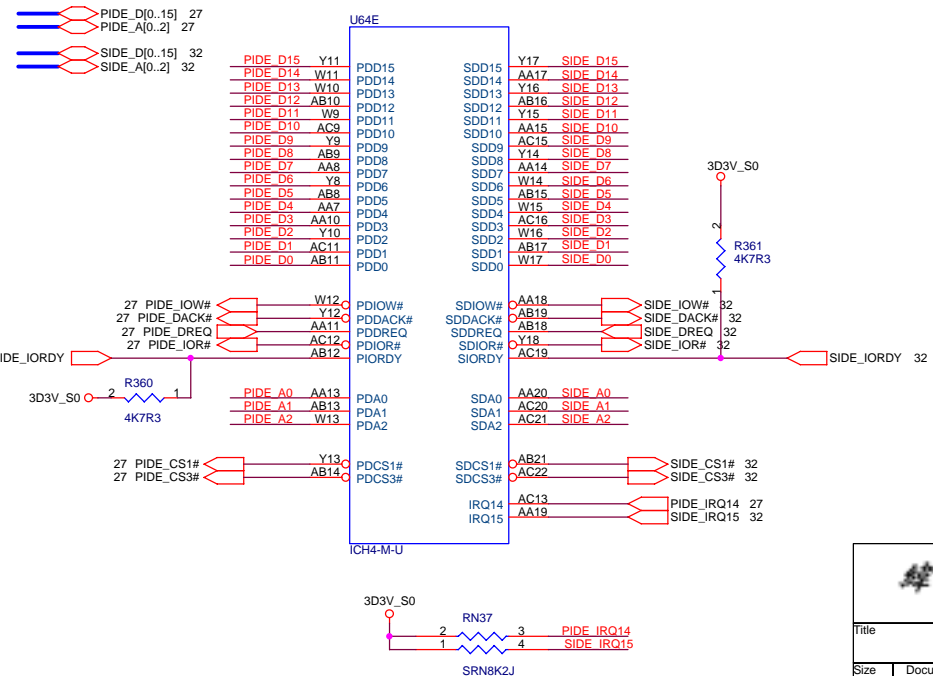 PIDE_D[0..15] 27
PIDE_A[0..2] 27
SIDE_D[0..15] 32
SIDE_A[0..2] 32
U64E
PIDE_D15 Y11 PDD15 SDD15 Y17 SIDE_D15
PIDE_D14 W11 PDD14 SDD14 AA17 SIDE_D14
PIDE_D13 W10 PDD13 SDD13 Y16 SIDE_D13
PIDE_D12 AB10 PDD12 SDD12 AB16 SIDE_D12
PIDE_D11 W9 PDD11 SDD11 Y15 SIDE_D11
PIDE_D10 AC9 PDD10 SDD10 AA15 SIDE_D10
PIDE_D9 Y9 PDD9 SDD9 AC15 SIDE_D9
PIDE_D8 AB9 PDD8 SDD8 Y14 SIDE_D8
PIDE_D7 AA8 PDD7 SDD7 AA14 SIDE_D7
PIDE_D6 Y8 PDD6 SDD6 W14 SIDE_D6
PIDE_D5 AB8 PDD5 SDD5 AB15 SIDE_D5
PIDE_D4 AA7 PDD4 SDD4 W15 SIDE_D4
PIDE_D3 AA10 PDD3 SDD3 AC16 SIDE_D3
PIDE_D2 Y10 PDD2 SDD2 W16 SIDE_D2
PIDE_D1 AC11 PDD1 SDD1 AB17 SIDE_D1
PIDE_D0 AB11 PDD0 SDD0 W17 SIDE_D0
3D3V_S0
2
R361
4K7R3
1
27 PIDE_IOW# W12 PDIOW# SDIOW# AA18 SIDE_IOW# 32
27 PIDE_DACK# Y12 PDDACK# SDDACK# AB19 SIDE_DACK# 32
27 PIDE_DREQ AA11 PDDREQ SDDREQ AB18 SIDE_DREQ 32
27 PIDE_IOR# AC12 PDIOR# SDIOR# Y18 SIDE_IOR# 32
IDE_IORDY AB12 PIORDY SIORDY AC19 SIDE_IORDY 32
R360
3D3V_S0 2 1
4K7R3
PIDE_A0 AA13 PDA0 SDA0 AA20 SIDE_A0
PIDE_A1 AB13 PDA1 SDA1 AC20 SIDE_A1
PIDE_A2 W13 PDA2 SDA2 AC21 SIDE_A2
27 PIDE_CS1# Y13 PDCS1# SDCS1# AB21 SIDE_CS1# 32
27 PIDE_CS3# AB14 PDCS3# SDCS3# AC22 SIDE_CS3# 32
IRQ14 AC13 PIDE_IRQ14 27
IRQ15 AA19 SIDE_IRQ15 32
ICH4-M-U
3D3V_S0
RN37
2 3 PIDE_IRQ14
1 4 SIDE_IRQ15
SRN8K2J
Title
Size Docu